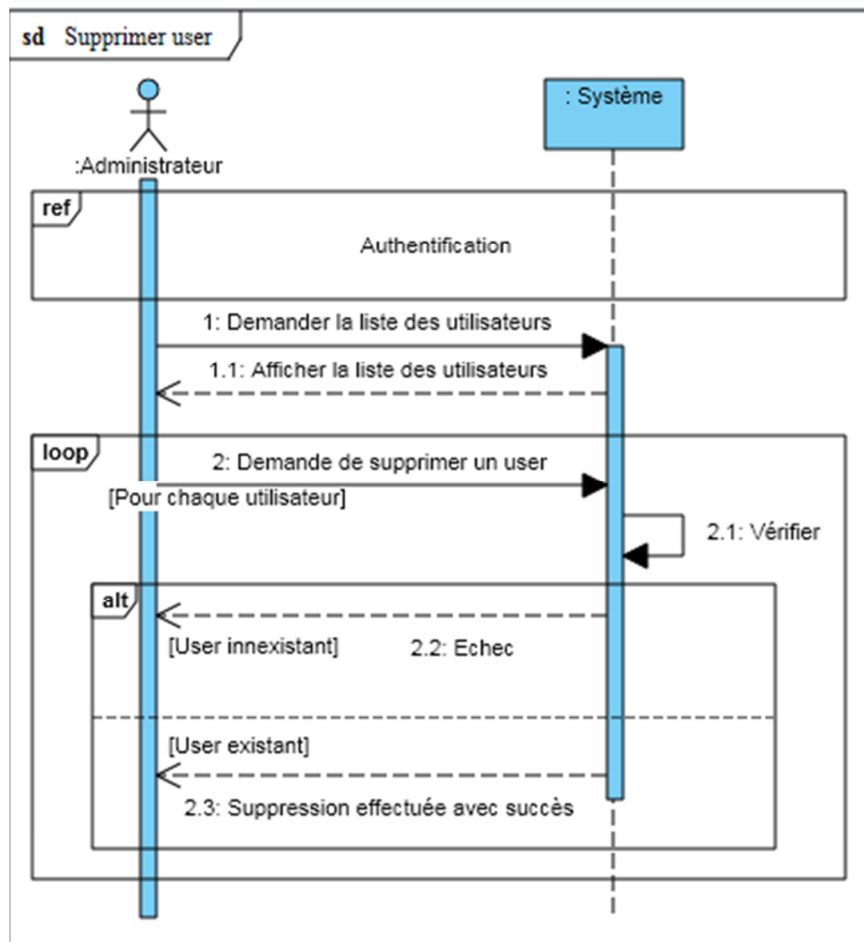 sd Supprimer user
: Système
:Administrateur
ref
Authentification
1: Demander la liste des utilisateurs
1.1: Afficher la liste des utilisateurs
loop
2: Demande de supprimer un user
[Pour chaque utilisateur]
2.1: Vérifier
alt
[User innexistant]
2.2: Echec
[User existant]
2.3: Suppression effectuée avec succès